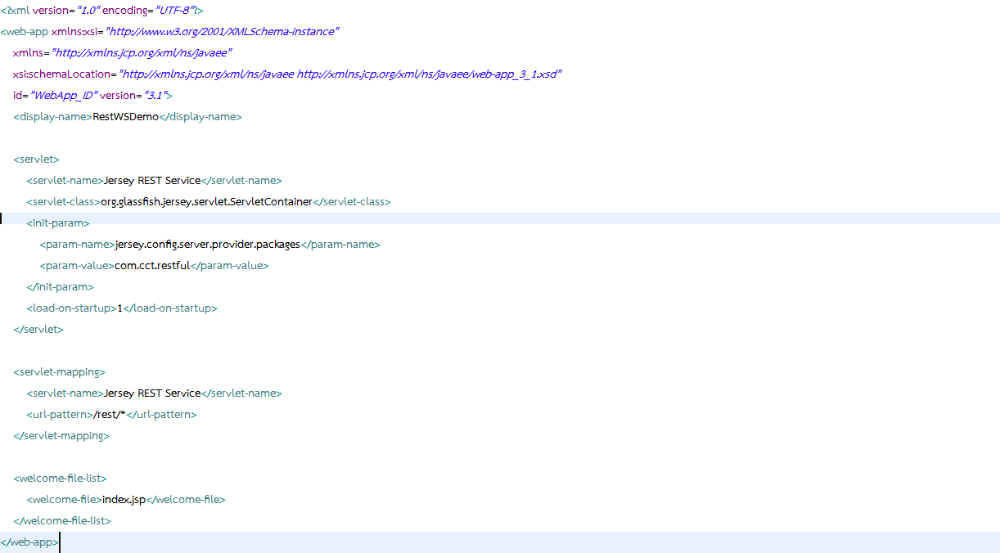 <?xml version="1.0" encoding="UTF-8"?>
<web-app xmlns:xsi="http://www.w3.org/2001/XMLSchema-instance"
xmlns="http://xmlns.jcp.org/xml/ns/javaee"
xsi:schemaLocation="http://xmlns.jcp.org/xml/ns/javaee http://xmlns.jcp.org/xml/ns/javaee/web-app_3_1.xsd"
id="WebApp_ID" version="3.1">
<display-name>RestWSDemo</display-name>
<servlet>
<servlet-name>Jersey REST Service</servlet-name>
<servlet-class>org.glassfish.jersey.servlet.ServletContainer</servlet-class>
<init-param>
<param-name>jersey.config.server.provider.packages</param-name>
<param-value>com.cct.restful</param-value>
</init-param>
<load-on-startup>1</load-on-startup>
</servlet>
<servlet-mapping>
<servlet-name>Jersey REST Service</servlet-name>
<url-pattern>/rest/*</url-pattern>
</servlet-mapping>
<welcome-file-list>
<welcome-file>index.jsp</welcome-file>
</welcome-file-list>
</web-app>